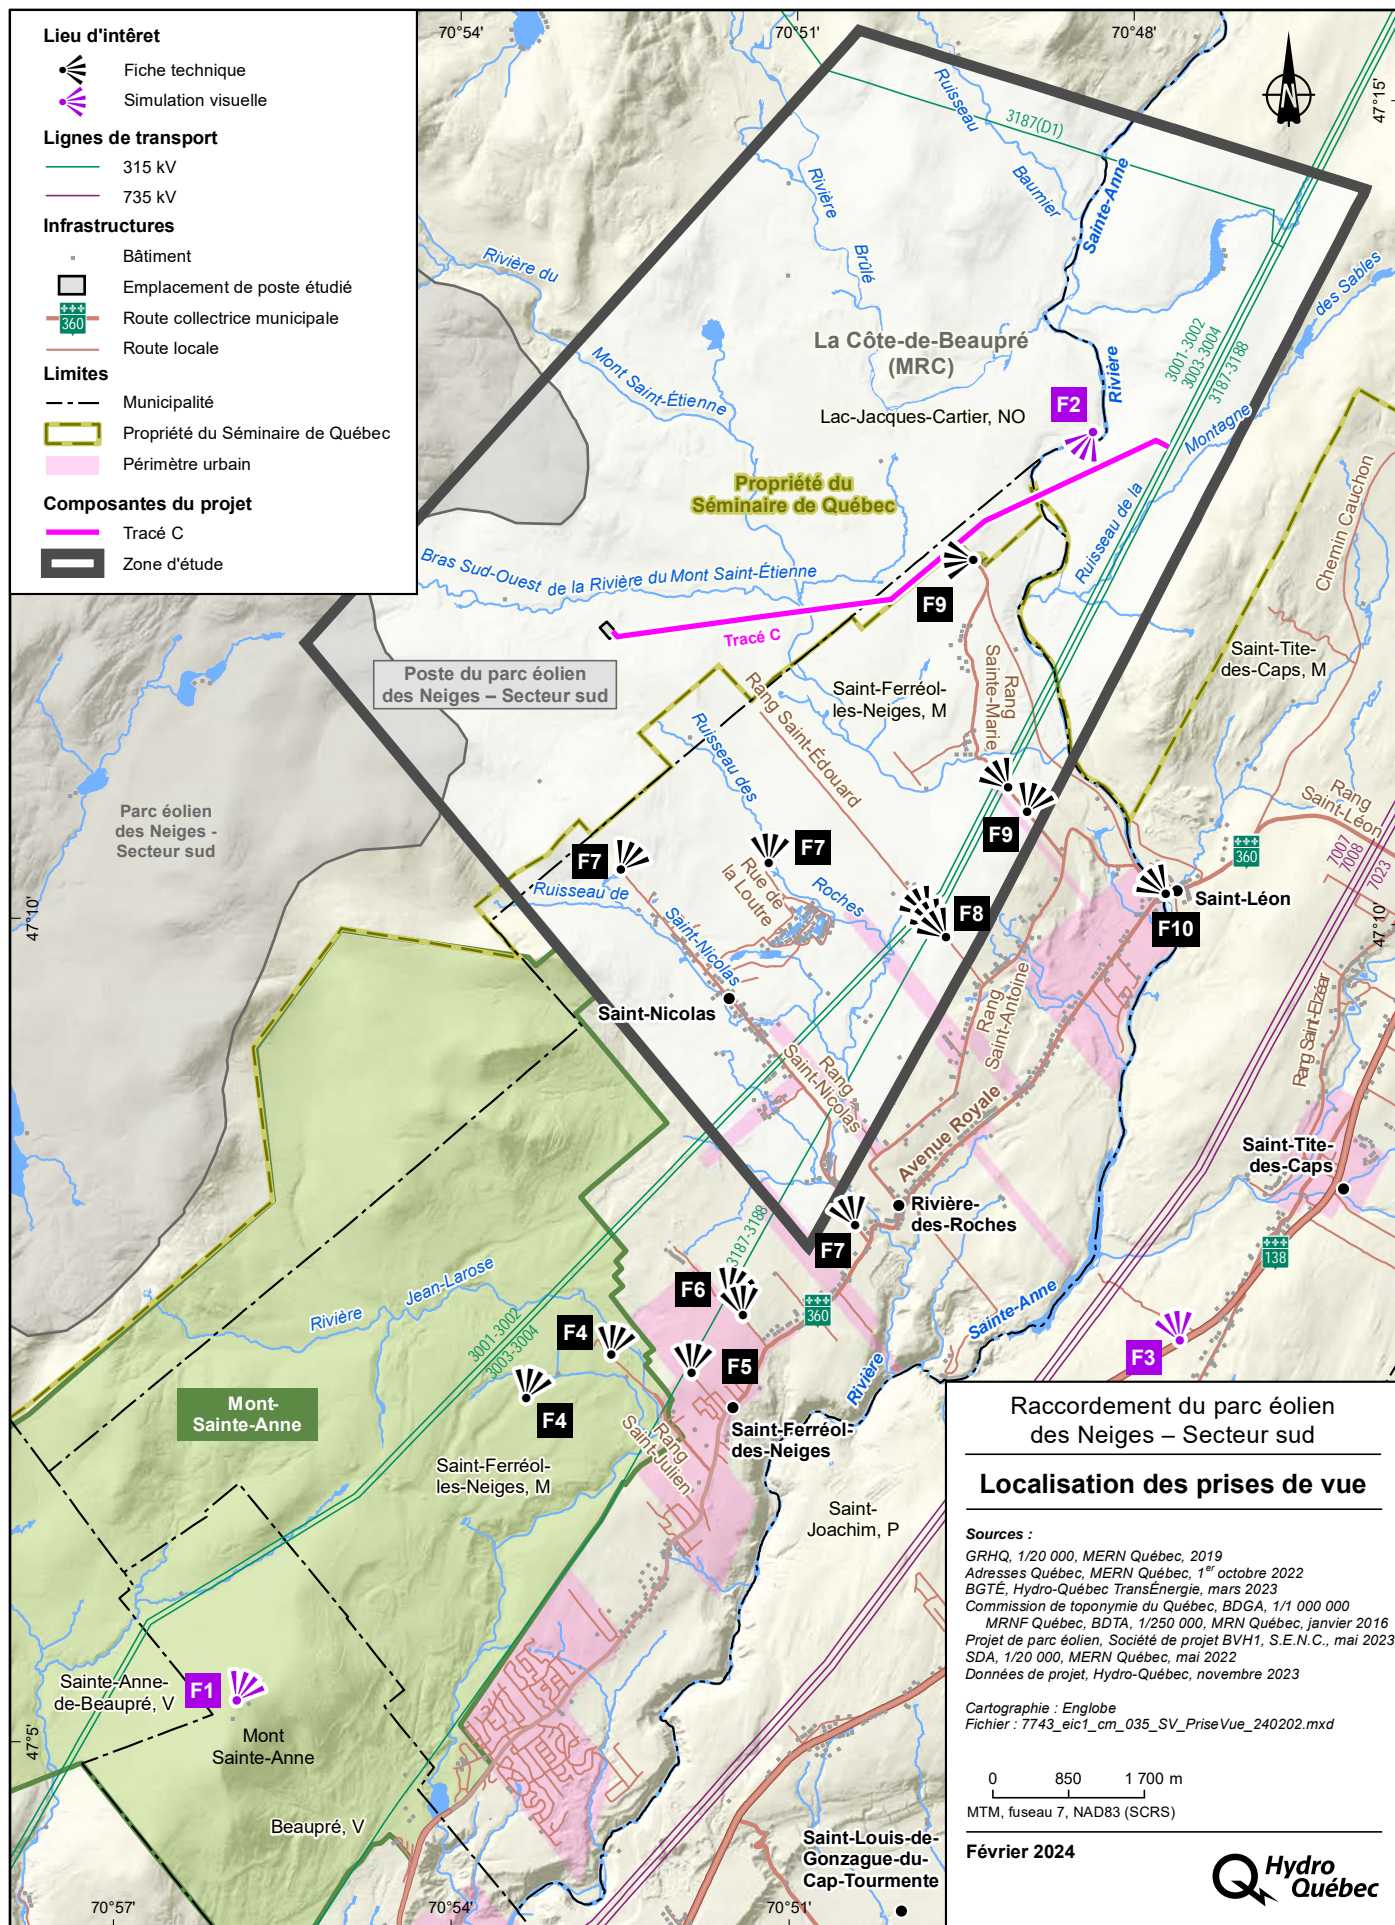 Lieu d'intêret
Fiche technique
Simulation visuelle
Lignes de transport
315 kV
735 kV
Infrastructures
Bâtiment
Emplacement de poste étudié
360
Route collectrice municipale
Route locale
Limites
Municipalité
Propriété du Séminaire de Québec
Périmètre urbain
Composantes du projet
Tracé C
Zone d'étude
70°54'
70°51'
70°48'
47°15'
3187(D1)
Ruisseau
Baumier
Sainte-Anne
Rivière
Brûlé
Rivière du
Mont Saint-Étienne
des Sables
La Côte-de-Beaupré
(MRC)
3001-3002
3003-3004
3187-3188
Rivière
F2
Lac-Jacques-Cartier, NO
Montagne
Ruisseau de la
Propriété du
Séminaire de Québec
Chemin Cauchon
Bras Sud-Ouest de la Rivière du Mont Saint-Étienne
F9
Tracé C
Poste du parc éolien
des Neiges – Secteur sud
Saint-Tite-
des-Caps, M
Rang
Sainte-Marie
Saint-Ferréol-
les-Neiges, M
Rang Saint-Édouard
Ruisseau des
Roches
Parc éolien
des Neiges -
Secteur sud
Rang
Saint-Léon
F9
7007
7008
7023
360
F7
F7
Rue de
la Loutre
Ruisseau de
Saint-Nicolas
Saint-Léon
F8
F10
47°10'
47°10'
Saint-Nicolas
Rang
Saint-Antoine
Rang Saint-Elzéar
Rang
Saint-Nicolas
Avenue Royale
Saint-Tite-
des-Caps
Rivière-
des-Roches
F7
3187-3188
138
F6
360
Rivière
Jean-Larose
3001-3002
3003-3004
F4
Sainte-Anne
Rivière
F3
F5
F4
Mont-
Sainte-Anne
Saint-Ferréol-
des-Neiges
Rang
Saint-Julien
Saint-Ferréol-
les-Neiges, M
Saint-
Joachim, P
Sainte-Anne-
de-Beaupré, V
F1
Mont
Sainte-Anne
47°5'
Beaupré, V
Saint-Louis-de-
Gonzague-du-
Cap-Tourmente
70°57'
70°54'
70°51'
Raccordement du parc éolien
des Neiges – Secteur sud
Localisation des prises de vue
Sources :
GRHQ, 1/20 000, MERN Québec, 2019
Adresses Québec, MERN Québec, 1er octobre 2022
BGTÉ, Hydro-Québec TransÉnergie, mars 2023
Commission de toponymie du Québec, BDGA, 1/1 000 000
MRNF Québec, BDTA, 1/250 000, MRN Québec, janvier 2016
Projet de parc éolien, Société de projet BVH1, S.E.N.C., mai 2023
SDA, 1/20 000, MERN Québec, mai 2022
Données de projet, Hydro-Québec, novembre 2023
Cartographie : Englobe
Fichier : 7743_eic1_cm_035_SV_PriseVue_240202.mxd
0 850 1 700 m
MTM, fuseau 7, NAD83 (SCRS)
Février 2024
Hydro
Québec
N